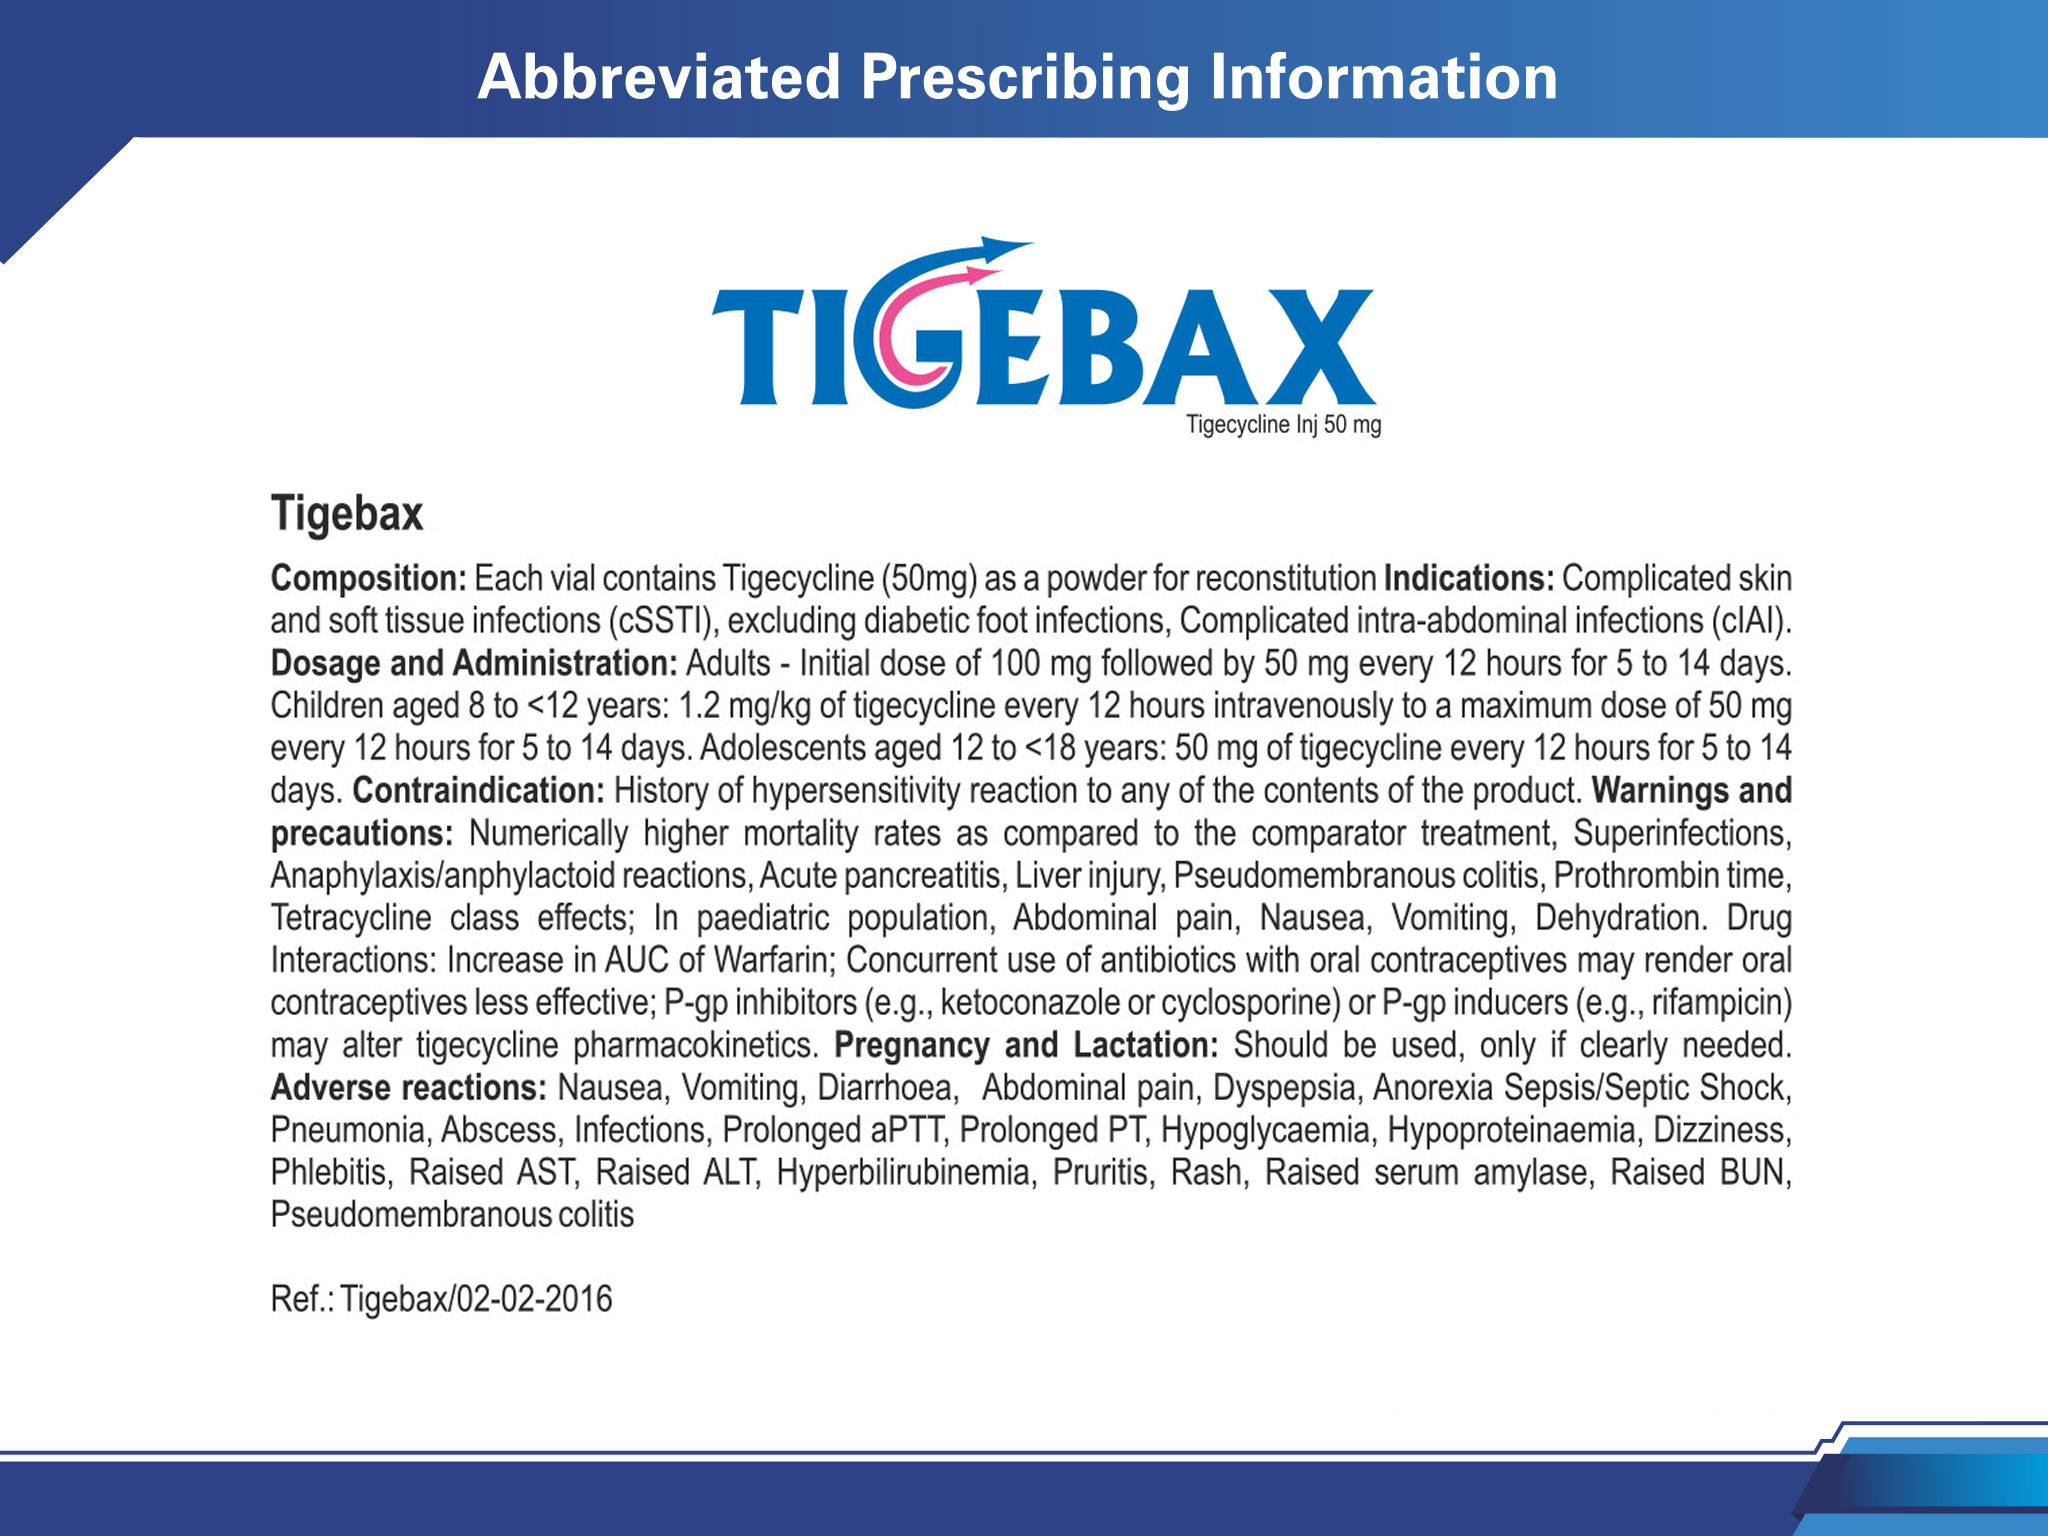 Abbreviated Prescribing Information
TIGEBAX
Tigecycline Inj 50 mg
Tigebax
Composition: Each vial contains Tigecycline (50mg) as a powder for reconstitution Indications: Complicated skin
and soft tissue infections (cSSTI), excluding diabetic foot infections, Complicated intra-abdominal infections (cIAI).
Dosage and Administration: Adults - Initial dose of 100 mg followed by 50 mg every 12 hours for 5 to 14 days.
Children aged 8 to <12 years: 1.2 mg/kg of tigecycline every 12 hours intravenously to a maximum dose of 50 mg
every 12 hours for 5 to 14 days. Adolescents aged 12 to <18 years: 50 mg of tigecycline every 12 hours for 5 to 14
days. Contraindication: History of hypersensitivity reaction to any of the contents of the product. Warnings and
precautions: Numerically higher mortality rates as compared to the comparator treatment, Superinfections,
Anaphylaxis/anphylactoid reactions, Acute pancreatitis, Liver injury, Pseudomembranous colitis, Prothrombin time,
Tetracycline class effects; In paediatric population, Abdominal pain, Nausea, Vomiting, Dehydration. Drug
Interactions: Increase in AUC of Warfarin; Concurrent use of antibiotics with oral contraceptives may render oral
contraceptives less effective; P-gp inhibitors (e.g., ketoconazole or cyclosporine) or P-gp inducers (e.g., rifampicin)
may alter tigecycline pharmacokinetics. Pregnancy and Lactation: Should be used, only if clearly needed.
Adverse reactions: Nausea, Vomiting, Diarrhoea, Abdominal pain, Dyspepsia, Anorexia Sepsis/Septic Shock,
Pneumonia, Abscess, Infections, Prolonged aPTT, Prolonged PT, Hypoglycaemia, Hypoproteinaemia, Dizziness,
Phlebitis, Raised AST, Raised ALT, Hyperbilirubinemia, Pruritis, Rash, Raised serum amylase, Raised BUN,
Pseudomembranous colitis
Ref.: Tigebax/02-02-2016